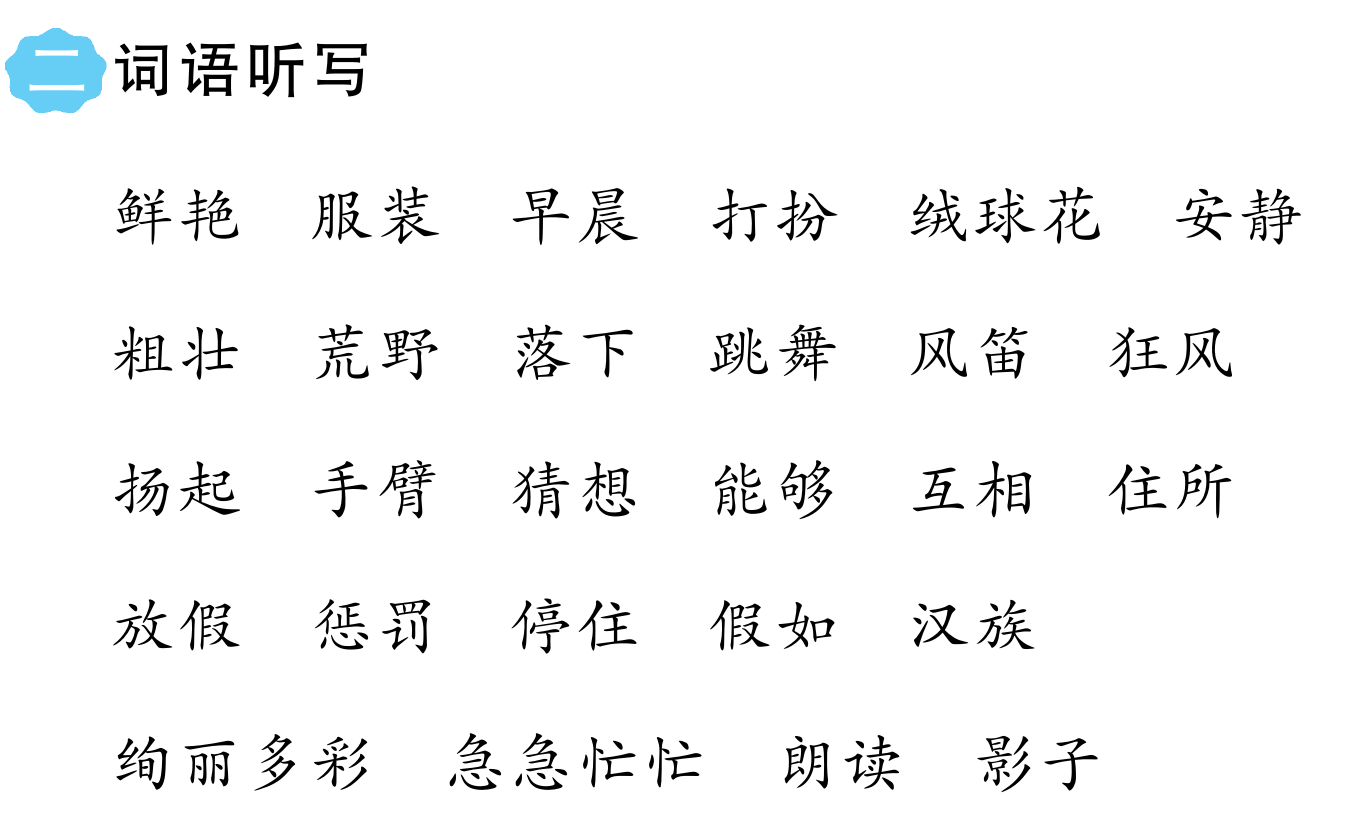 二 词语听写
鲜艳 服装 早晨 打扮 绒球花 安静
粗壮 荒野 落下 跳舞 风笛 狂风
扬起 手臂 猜想 能够 互相 住所
放假 惩罚 停住 假如 汉族
绚丽多彩 急急忙忙 朗读 影子